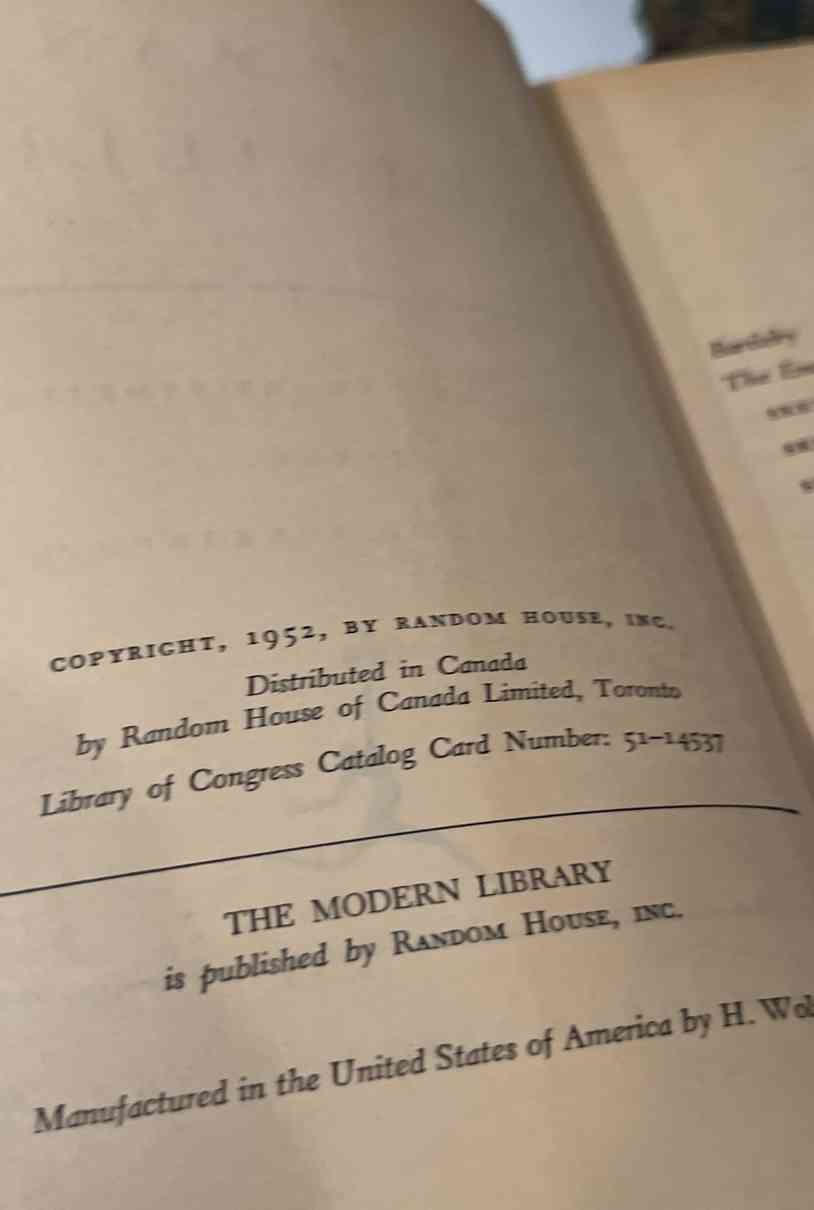 COPYRIGHT, 1952, BY RANDOM HOUSE, INC.
Distributed in Canada
by Random House of Canada Limited, Toronto
Library of Congress Catalog Card Number: 51-14537
THE MODERN LIBRARY
is published by RANDOM HOUSE, INC.
Manufactured in the United States of America by H. Wol
The